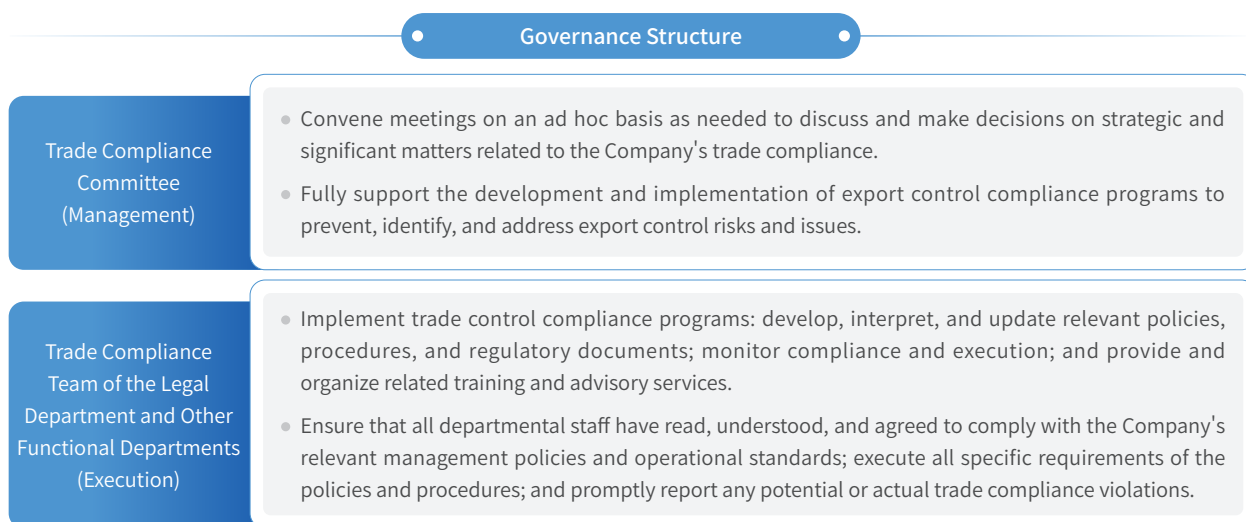 Governance Structure
Trade Compliance
Committee
(Management)
Convene meetings on an ad hoc basis as needed to discuss and make decisions on strategic and
significant matters related to the Company's trade compliance.
Fully support the development and implementation of export control compliance programs to
prevent, identify, and address export control risks and issues.
Trade Compliance
Team of the Legal
Department and Other
Functional Departments
(Execution)
Implement trade control compliance programs: develop, interpret, and update relevant policies,
procedures, and regulatory documents; monitor compliance and execution; and provide and
organize related training and advisory services.
Ensure that all departmental staff have read, understood, and agreed to comply with the Company's
relevant management policies and operational standards; execute all specific requirements of the
policies and procedures; and promptly report any potential or actual trade compliance violations.